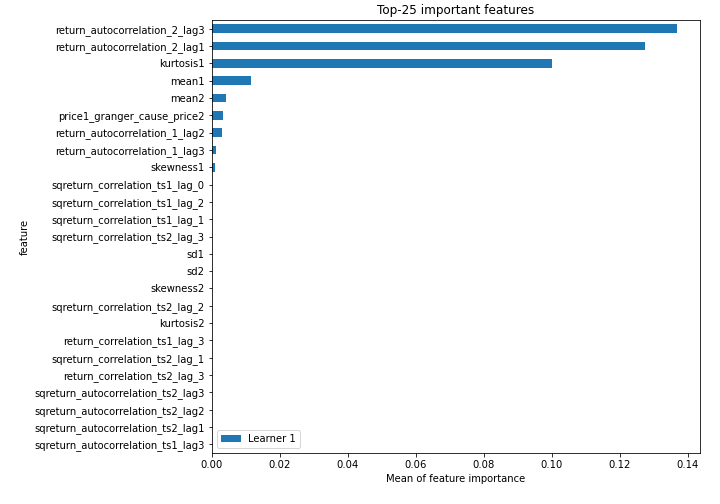 Top-25 important features
return_autocorrelation_2_lag3
return_autocorrelation_2_lag1
kurtosis1
mean1
mean2
price1_granger_cause_price2
return_autocorrelation_1_lag2
return_autocorrelation_1_lag3
skewness1
sqreturn_correlation_ts1_lag_0
sqreturn_correlation_ts1_lag_2
sqreturn_correlation_ts1_lag_1
sqreturn_correlation_ts2_lag_3
sd1
sd2
skewness2
sqreturn_correlation_ts2_lag_2
kurtosis2
return_correlation_ts1_lag_3
sqreturn_correlation_ts2_lag_1
return_correlation_ts2_lag_3
sqreturn_autocorrelation_ts2_lag3
sqreturn_autocorrelation_ts2_lag2
sqreturn_autocorrelation_ts2_lag1
sqreturn_autocorrelation_ts1_lag3
feature
Learner 1
0.00 0.02 0.04 0.06 0.08 0.10 0.12 0.14
Mean of feature importance